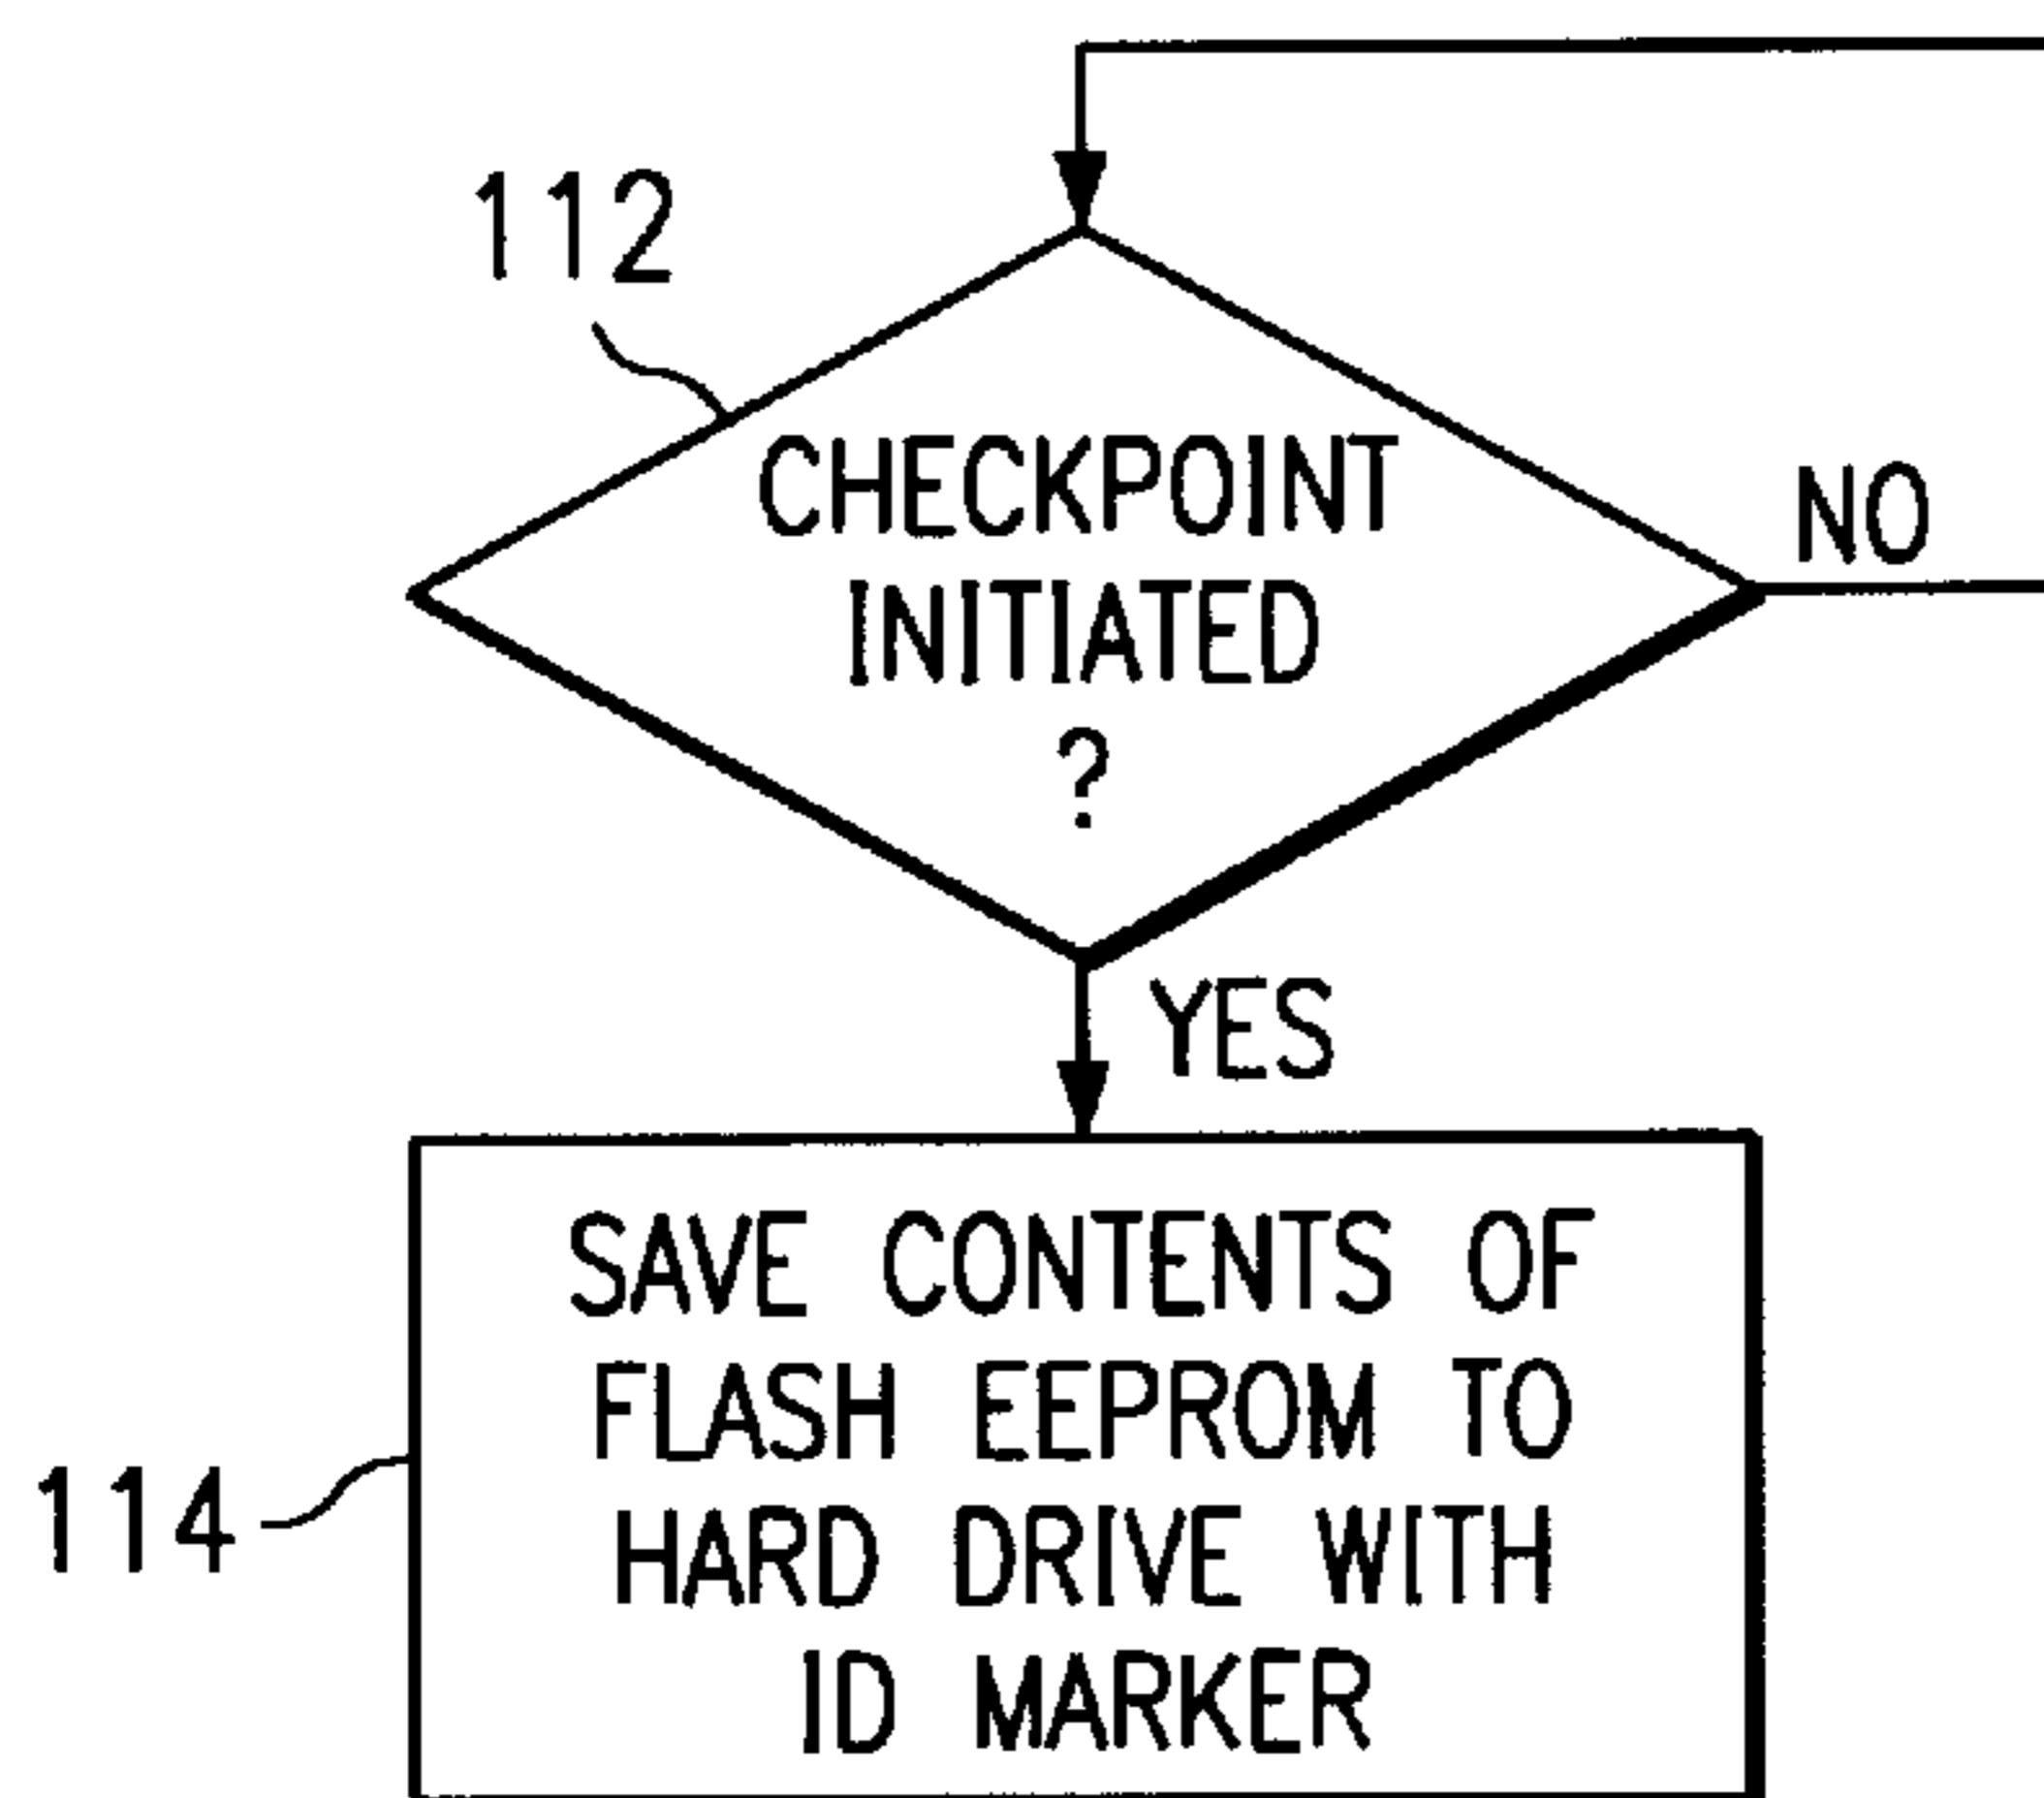 112
CHECKPOINT
INITIATED
?
NO
YES
SAVE CONTENTS OF
FLASH EEPROM TO
HARD DRIVE WITH
ID MARKER
114